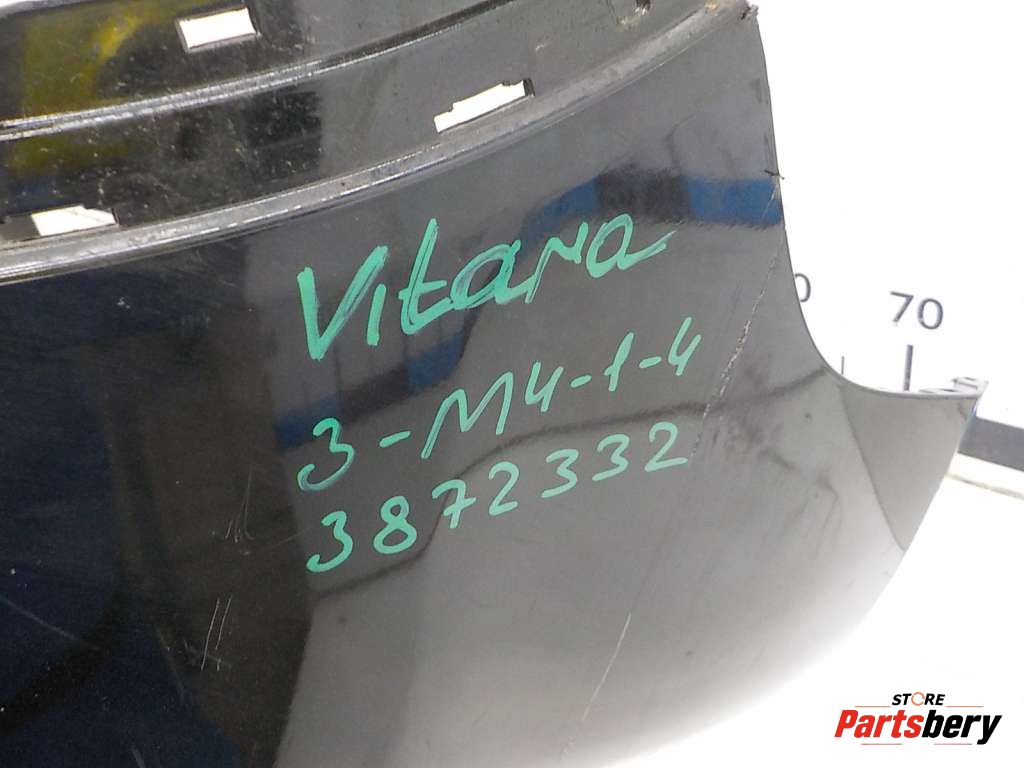 Vitara
3-M4-1-4
3872332
70
STORE
Partsbery